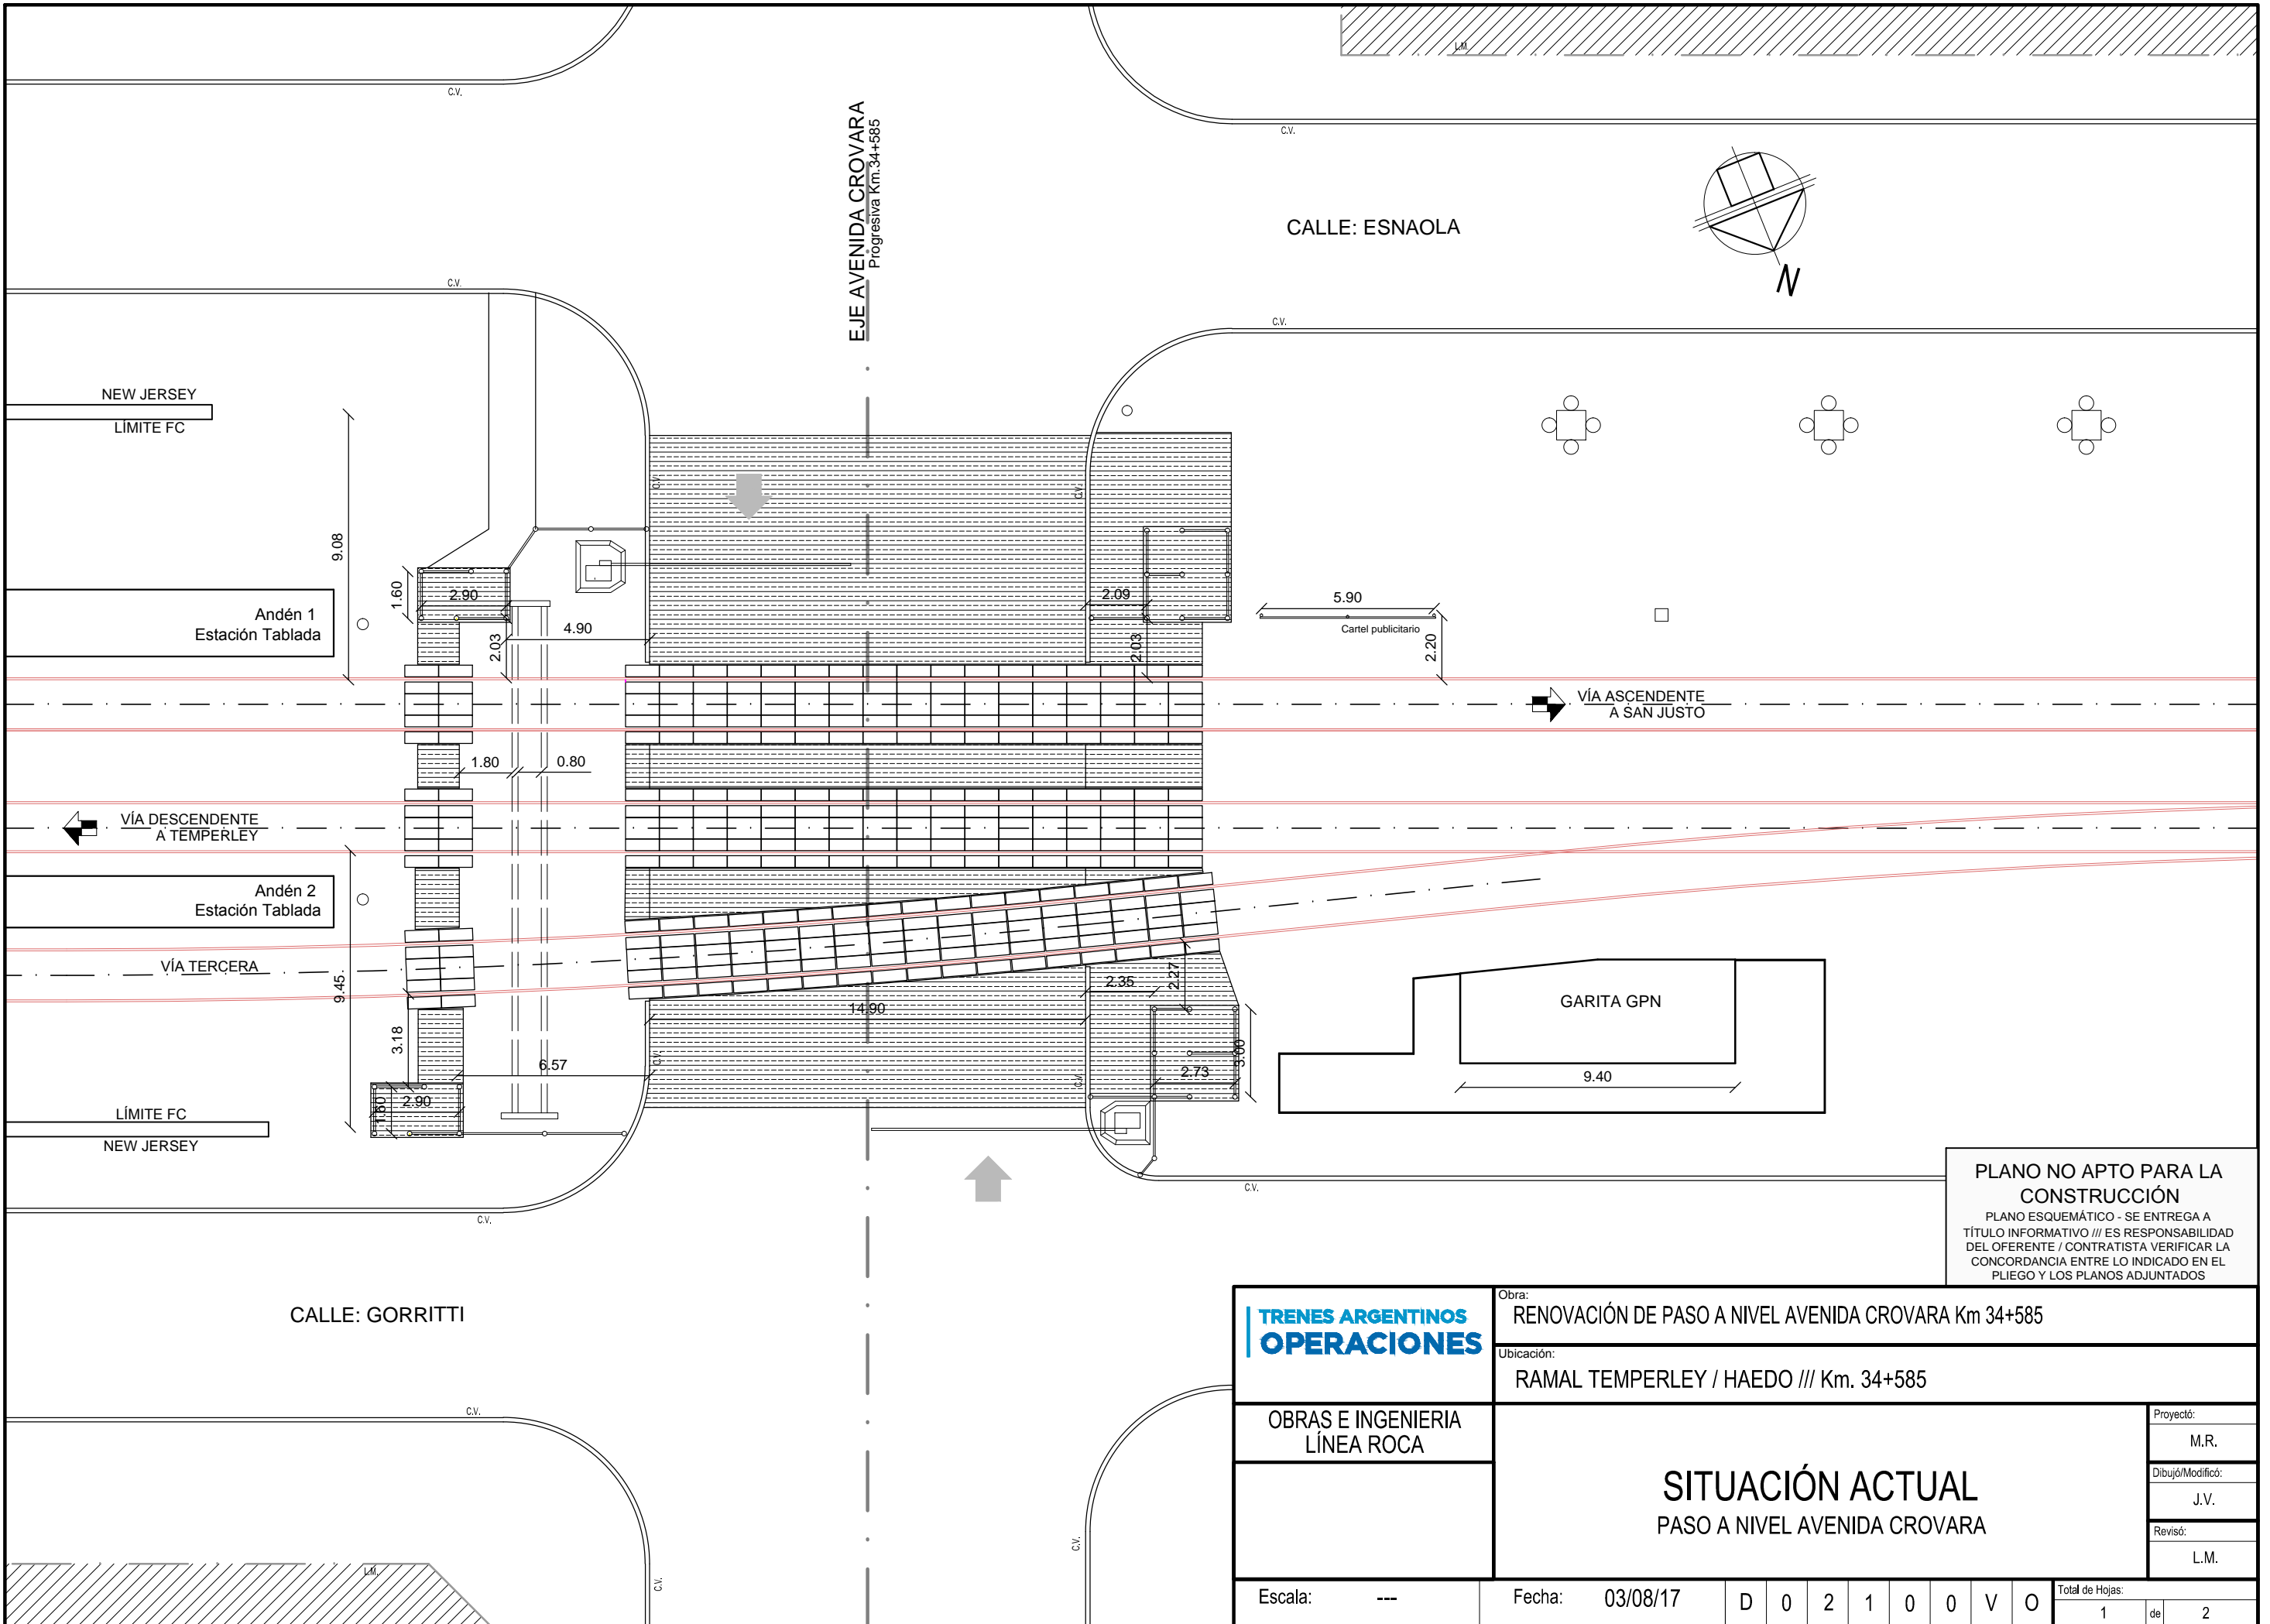 L.M.
C.V.
C.V.
EJE AVENIDA CROVARA
Progresiva Km.34+585
CALLE: ESNAOLA
N
C.V.
C.V.
NEW JERSEY
LÍMITE FC
C.V.
C.V.
9.08
1.60
2.90
Andén 1
Estación Tablada
4.90
2.03
2.09
2.03
5.90
Cartel publicitario
2.20
VÍA ASCENDENTE
A SAN JUSTO
1.80
0.80
VÍA DESCENDENTE
A TEMPERLEY
Andén 2
Estación Tablada
VÍA TERCERA
9.45
2.35
2.27
14.90
GARITA GPN
3.18
6.57
C.V.
C.V.
3.00
2.73
9.40
1.60
2.90
LÍMITE FC
NEW JERSEY
C.V.
C.V.
PLANO NO APTO PARA LA
CONSTRUCCIÓN
PLANO ESQUEMÁTICO - SE ENTREGA A
TÍTULO INFORMATIVO /// ES RESPONSABILIDAD
DEL OFERENTE / CONTRATISTA VERIFICAR LA
CONCORDANCIA ENTRE LO INDICADO EN EL
PLIEGO Y LOS PLANOS ADJUNTADOS
CALLE: GORRITTI
TRENES ARGENTINOS
OPERACIONES
Obra:
RENOVACIÓN DE PASO A NIVEL AVENIDA CROVARA Km 34+585
Ubicación:
RAMAL TEMPERLEY / HAEDO /// Km. 34+585
C.V.
OBRAS E INGENIERIA
LÍNEA ROCA
SITUACIÓN ACTUAL
PASO A NIVEL AVENIDA CROVARA
Proyectó:
M.R.
Dibujó/Modificó:
J.V.
Revisó:
L.M.
C.V.
L.M.
C.V.
Escala: ---
Fecha: 03/08/17
D 0 2 1 0 0 V O
Total de Hojas:
1 de 2